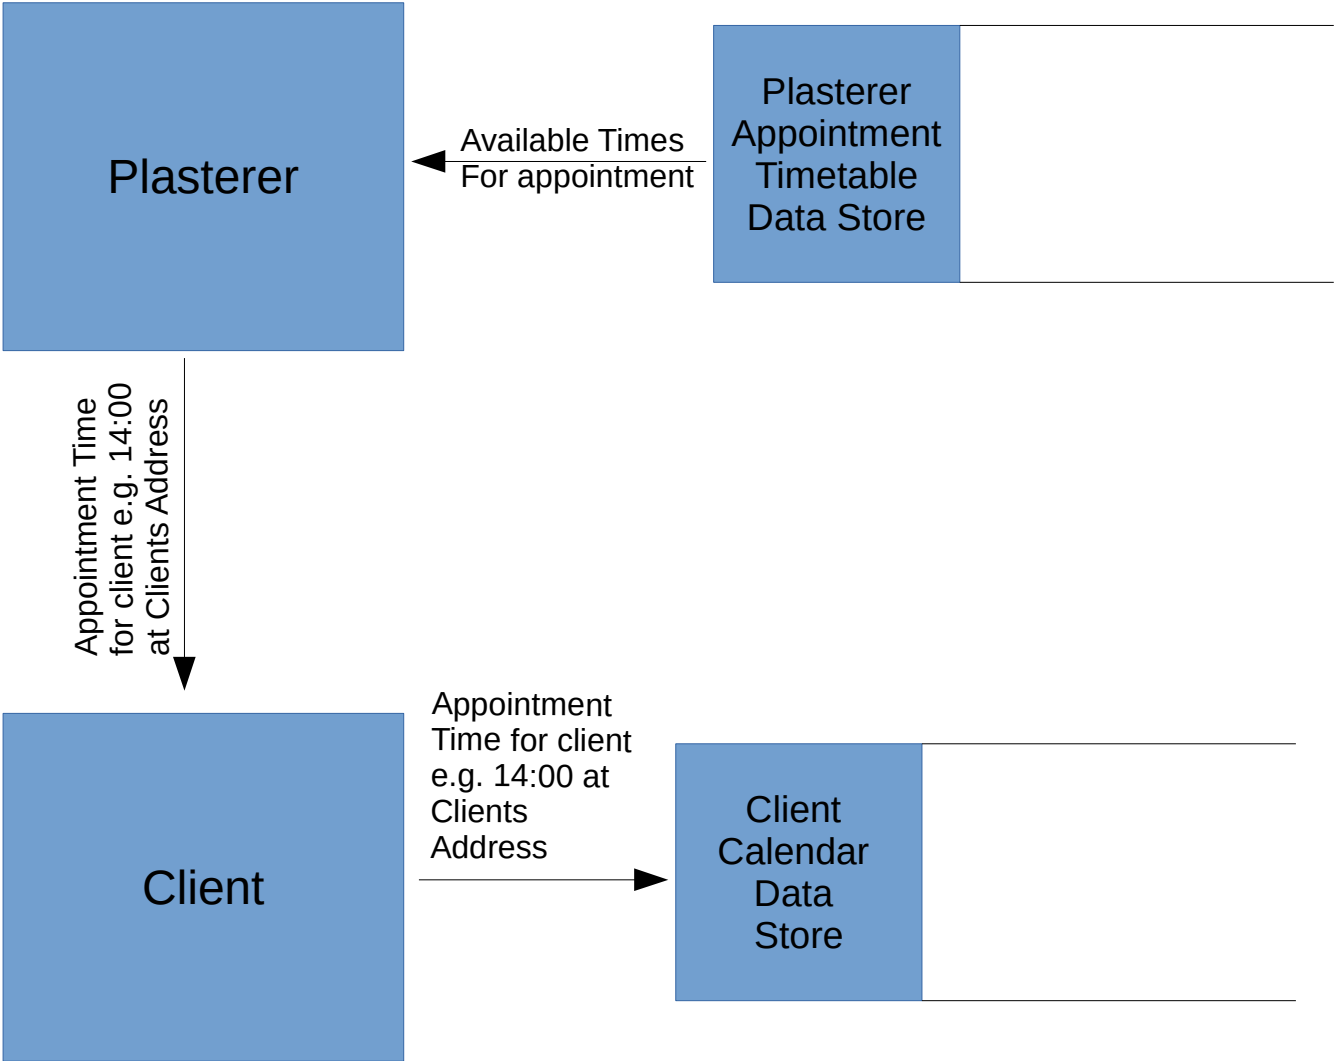 Plasterer
Available Times
For appointment
Plasterer
Appointment
Timetable
Data Store
Appointment Time
for client e.g. 14:00
at Clients Address
Client
Appointment
Time for client
e.g. 14:00 at
Clients
Address
Client
Calendar
Data
Store